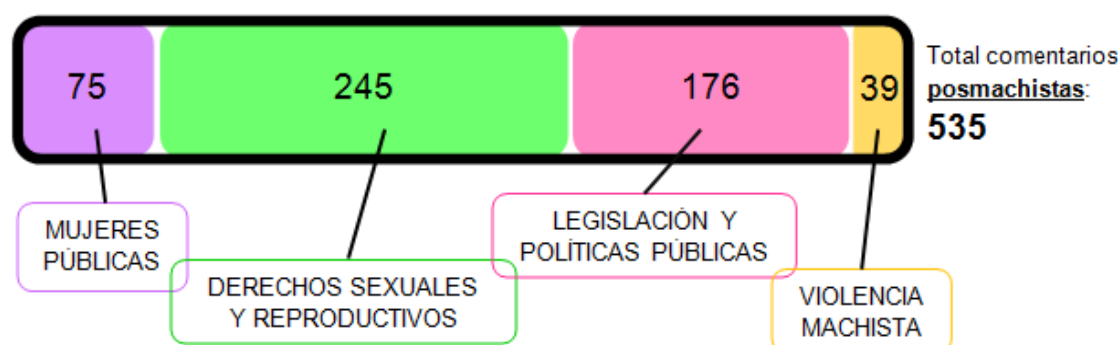 75
245
176
39
Total comentarios
posmachistas:
535
MUJERES
PÚBLICAS
DERECHOS SEXUALES
Y REPRODUCTIVOS
LEGISLACIÓN Y
POLÍTICAS PÚBLICAS
VIOLENCIA
MACHISTA